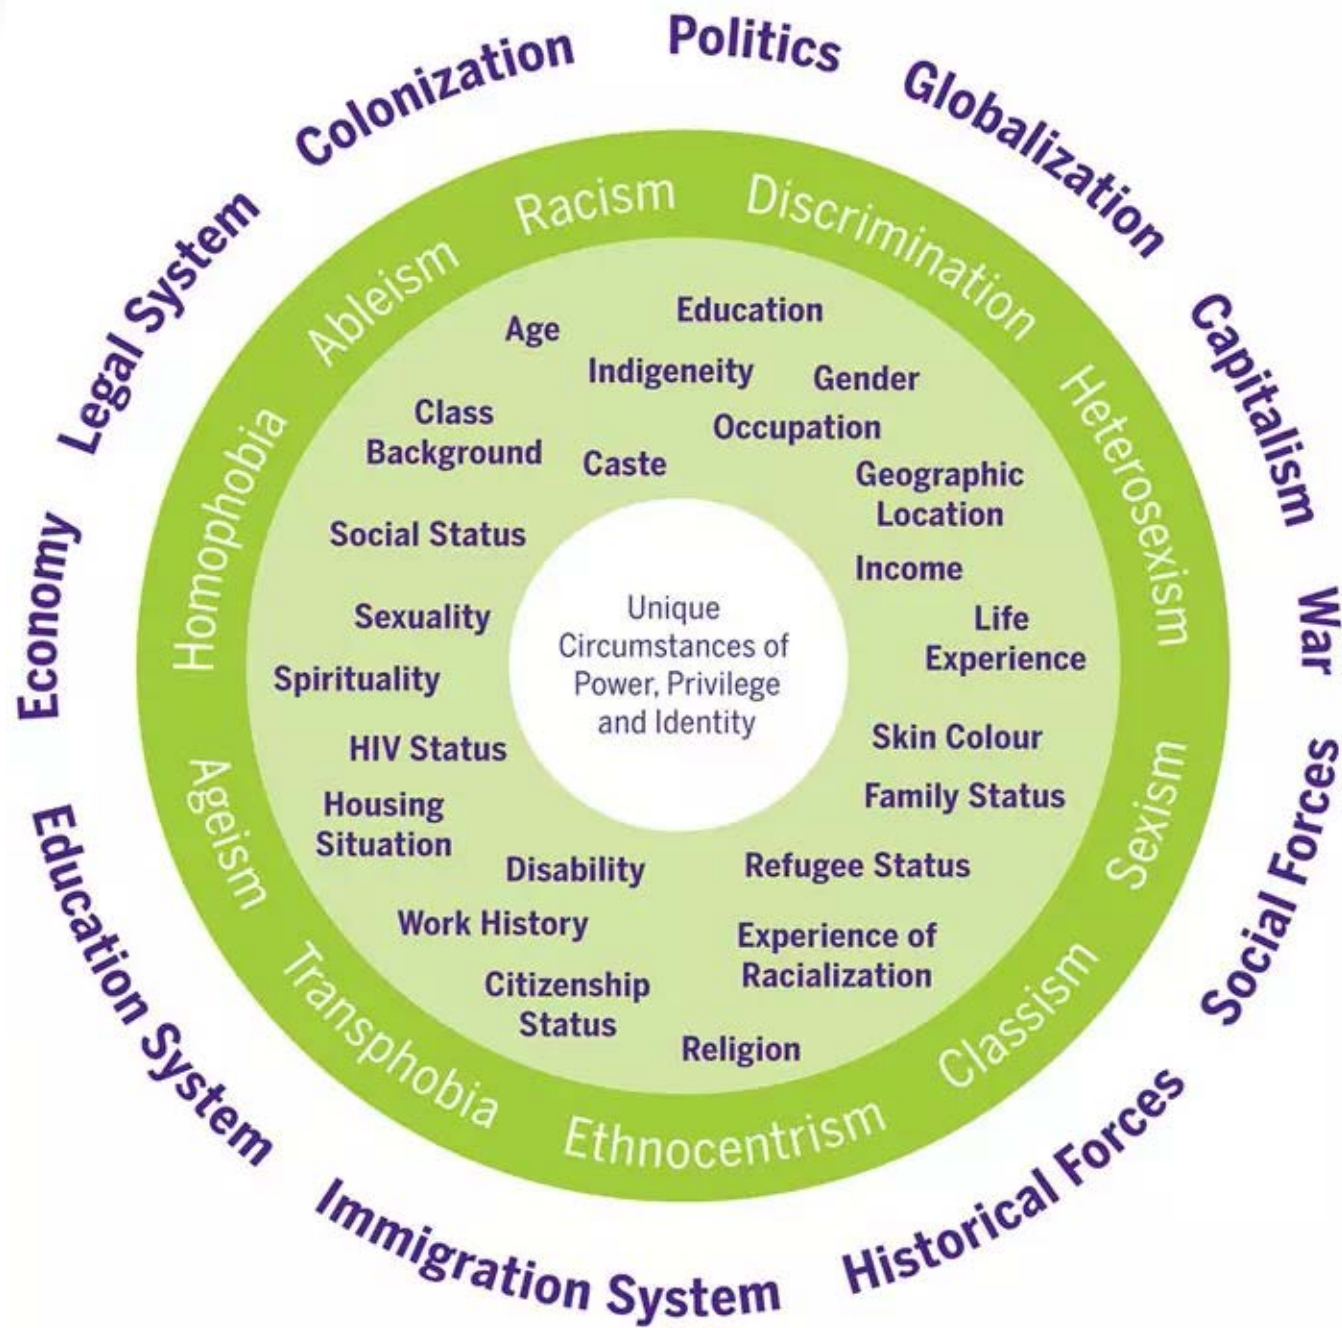 Politics
Globalization
Capitalism
War
Social Forces
Historical Forces
Immigration System
Education System
Economy
Legal System
Colonization
Racism
Discrimination
Heterosexism
Sexism
Classism
Ethnocentrism
Transphobia
Ageism
Homophobia
Ableism
Age
Education
Indigeneity
Gender
Class
Background
Occupation
Caste
Geographic
Location
Social Status
Income
Sexuality
Life
Experience
Spirituality
HIV Status
Skin Colour
Housing
Situation
Family Status
Disability
Refugee Status
Work History
Experience of
Racialization
Citizenship
Status
Religion
Unique
Circumstances of
Power, Privilege
and Identity